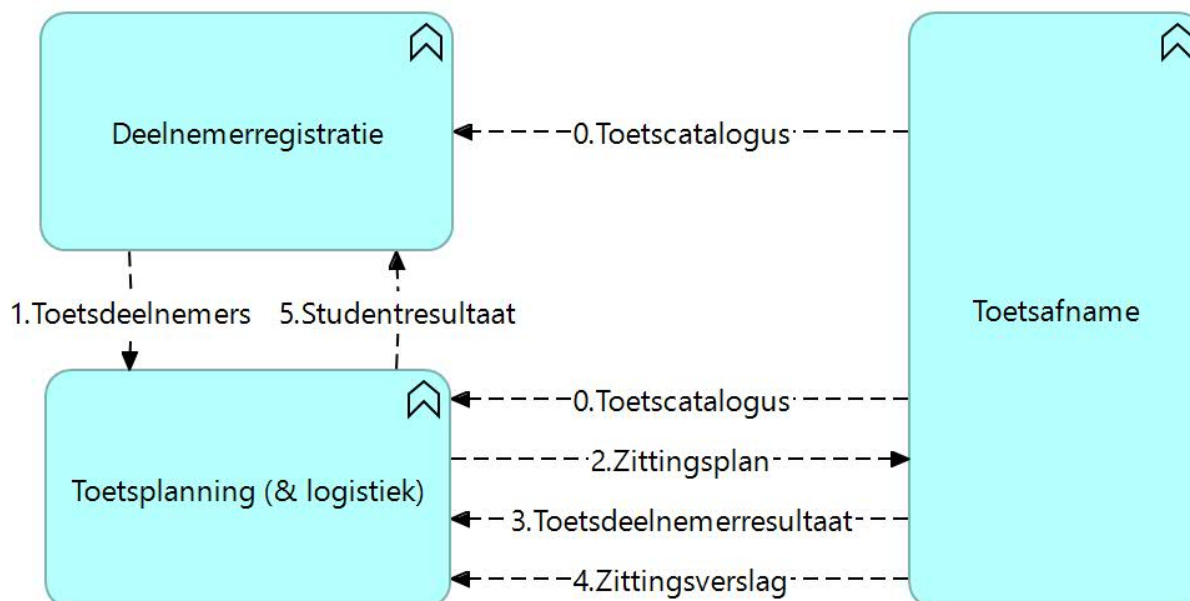 Deelnemerregistratie
0.Toetscatalogus
1.Toetsdeelnemers
5.Studentresultaat
Toetsafname
0.Toetscatalogus
2.Zittingsplan
Toetsplanning (& logistiek)
3.Toetsdeelnemerresultaat
4.Zittingsverslag